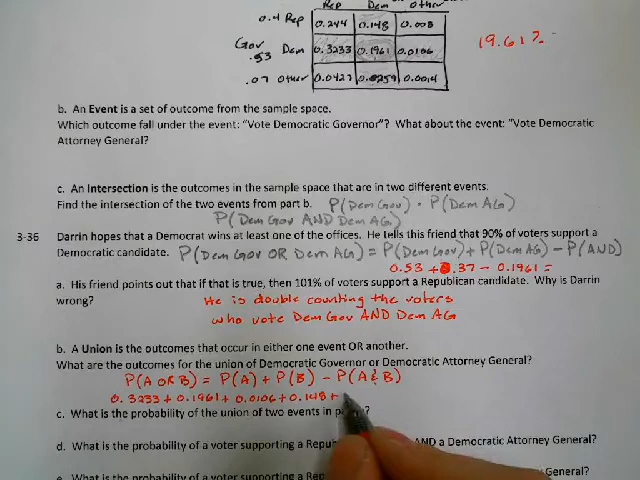 Rep Dem Other
0.4 Rep 0.244 0.148 0.008
Gov .53 Dem 0.3233 0.1961 0.0106
.07 Other 0.0427 0.0259 0.0014
19.61%
b. An Event is a set of outcome from the sample space.
Which outcome fall under the event: “Vote Democratic Governor”? What about the event: “Vote Democratic
Attorney General?
c. An Intersection is the outcomes in the sample space that are in two different events.
Find the intersection of the two events from part b. P(Dem Gov) · P(Dem AG)
P(Dem Gov AND Dem AG)
3-36 Darrin hopes that a Democrat wins at least one of the offices. He tells this friend that 90% of voters support a
Democratic candidate. P(Dem Gov OR Dem AG) = P(Dem Gov) + P(Dem AG) - P(AND)
0.53 + 0.37 - 0.1961 =
a. His friend points out that if that is true, then 101% of voters support a Republican candidate. Why is Darrin
wrong? He is double counting the voters
who vote Dem Gov AND Dem AG
b. A Union is the outcomes that occur in either one event OR another.
What are the outcomes for the union of Democratic Governor or Democratic Attorney General?
P(A OR B) = P(A) + P(B) - P(A & B)
0.3233 + 0.1961 + 0.0106 + 0.148 +
c. What is the probability of the union of two events in part
d. What is the probability of a voter supporting a AND a Democratic Attorney General?
What is the probability of a voter supporting a